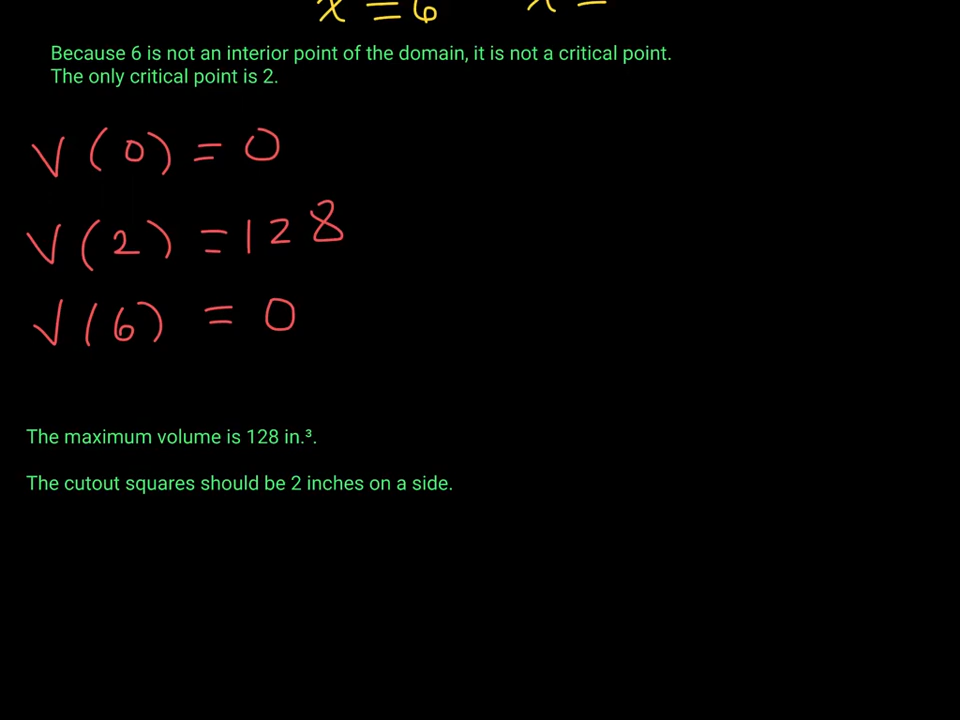 x = 6 x =
Because 6 is not an interior point of the domain, it is not a critical point.
The only critical point is 2.
V(0) = 0
V(2) = 128
V(6) = 0
The maximum volume is 128 in.³.
The cutout squares should be 2 inches on a side.